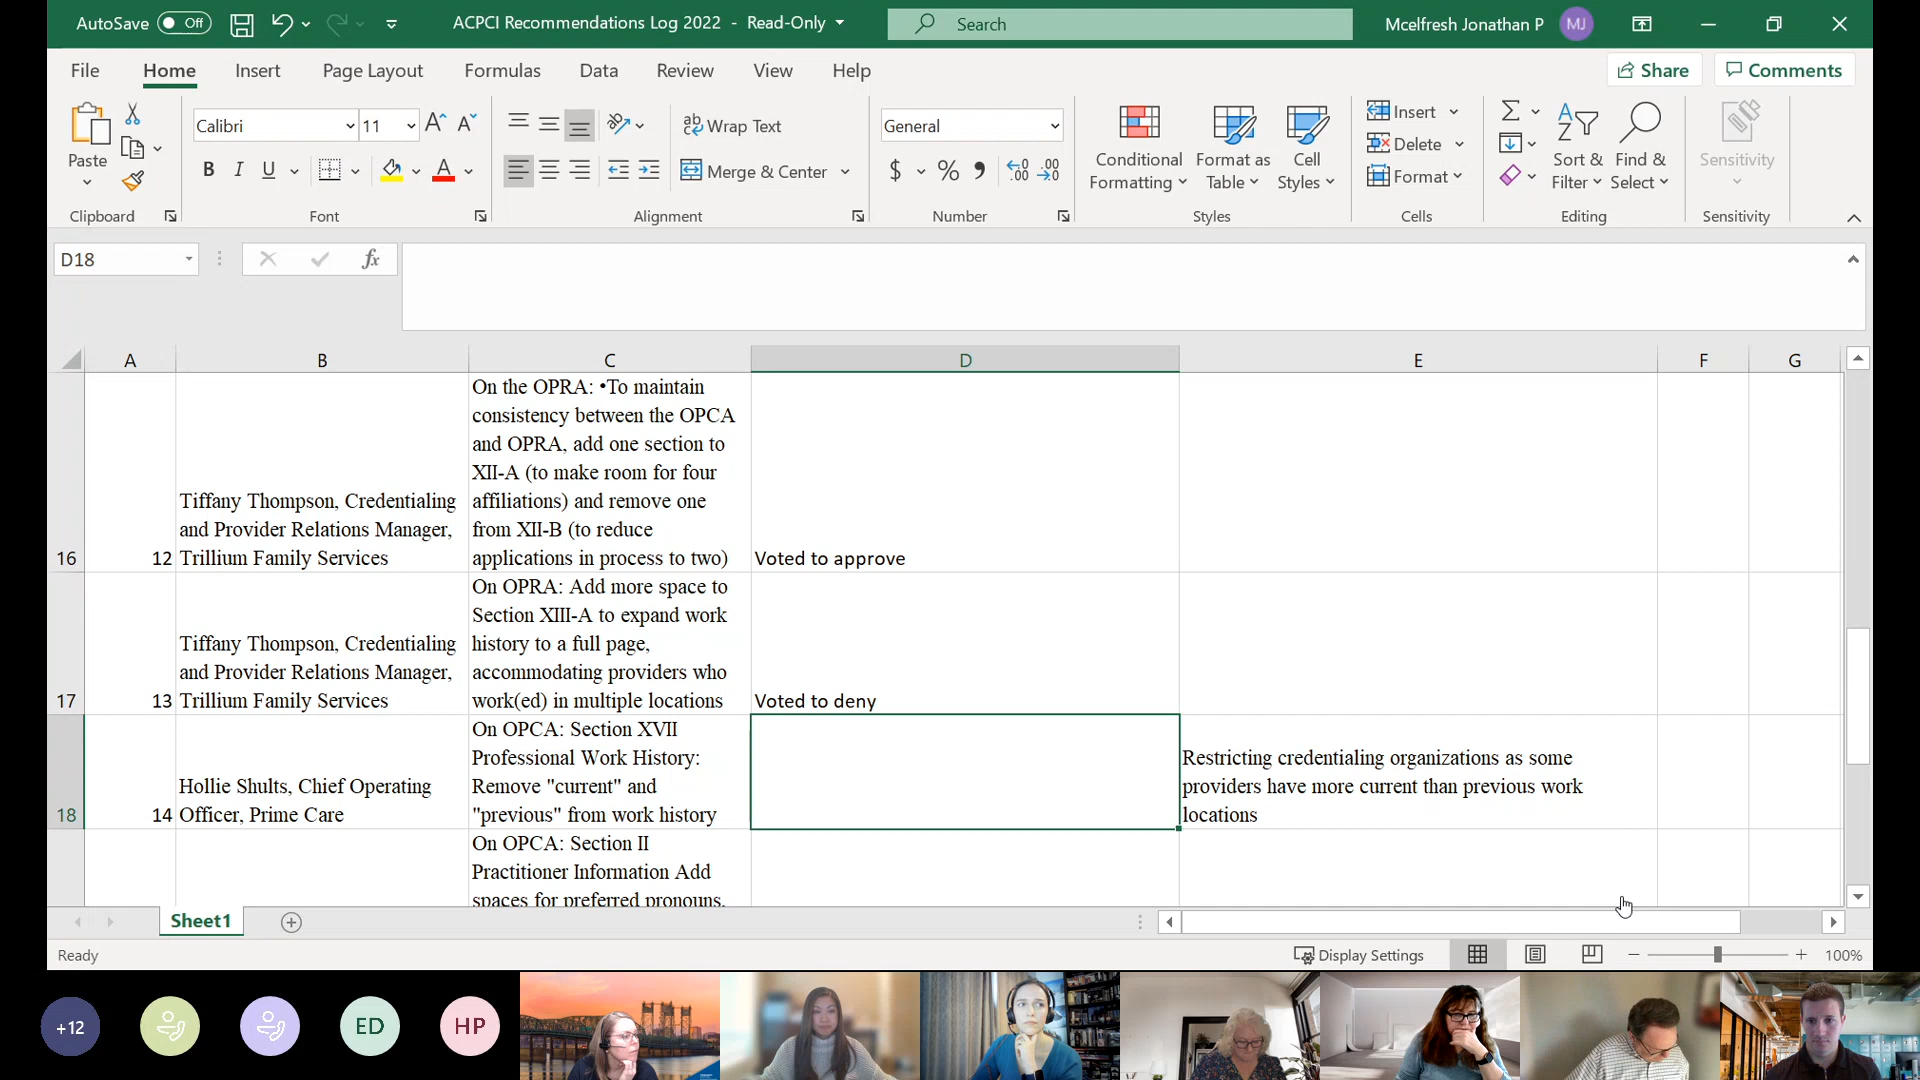 AutoSave Off ACPCI Recommendations Log 2022 - Read-Only Search Mcelfresh Jonathan P MJ
File Home Insert Page Layout Formulas Data Review View Help Share Comments
Calibri 11 A A ab Wrap Text General Insert Σ A Z
Paste Conditional Format as Cell Delete Sort & Find & Sensitivity
B I U A Merge & Center $ % , .00 .00 Formatting Table Styles Format Filter Select
Clipboard Font Alignment Number Styles Cells Editing Sensitivity
D18 fx
A B C D E F G
On the OPRA: •To maintain
consistency between the OPCA
and OPRA, add one section to
XII-A (to make room for four
Tiffany Thompson, Credentialing affiliations) and remove one
and Provider Relations Manager, from XII-B (to reduce
16 12 Trillium Family Services applications in process to two) Voted to approve
On OPRA: Add more space to
Section XIII-A to expand work
Tiffany Thompson, Credentialing history to a full page,
and Provider Relations Manager, accommodating providers who
17 13 Trillium Family Services work(ed) in multiple locations Voted to deny
On OPCA: Section XVII
Professional Work History: Restricting credentialing organizations as some
Hollie Shults, Chief Operating Remove "current" and providers have more current than previous work
18 14 Officer, Prime Care "previous" from work history locations
On OPCA: Section II
Practitioner Information Add
spaces for preferred pronouns,
Sheet1
Ready Display Settings 100%
+12 ED HP